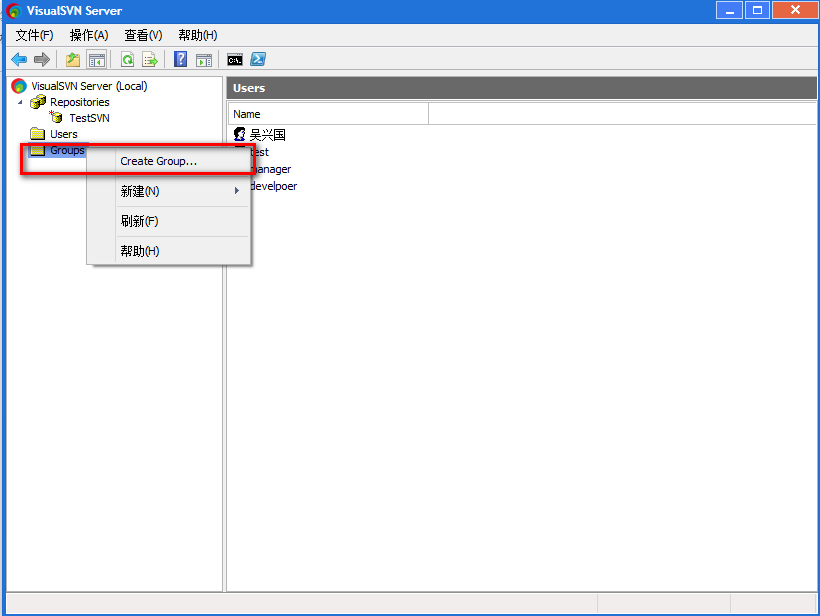 VisualSVN Server
文件(F) 操作(A) 查看(V) 帮助(H)
VisualSVN Server (Local)
Repositories
TestSVN
Users
Groups
Create Group...
新建(N)
刷新(F)
帮助(H)
Users
Name
吴兴国
test
manager
develpoer